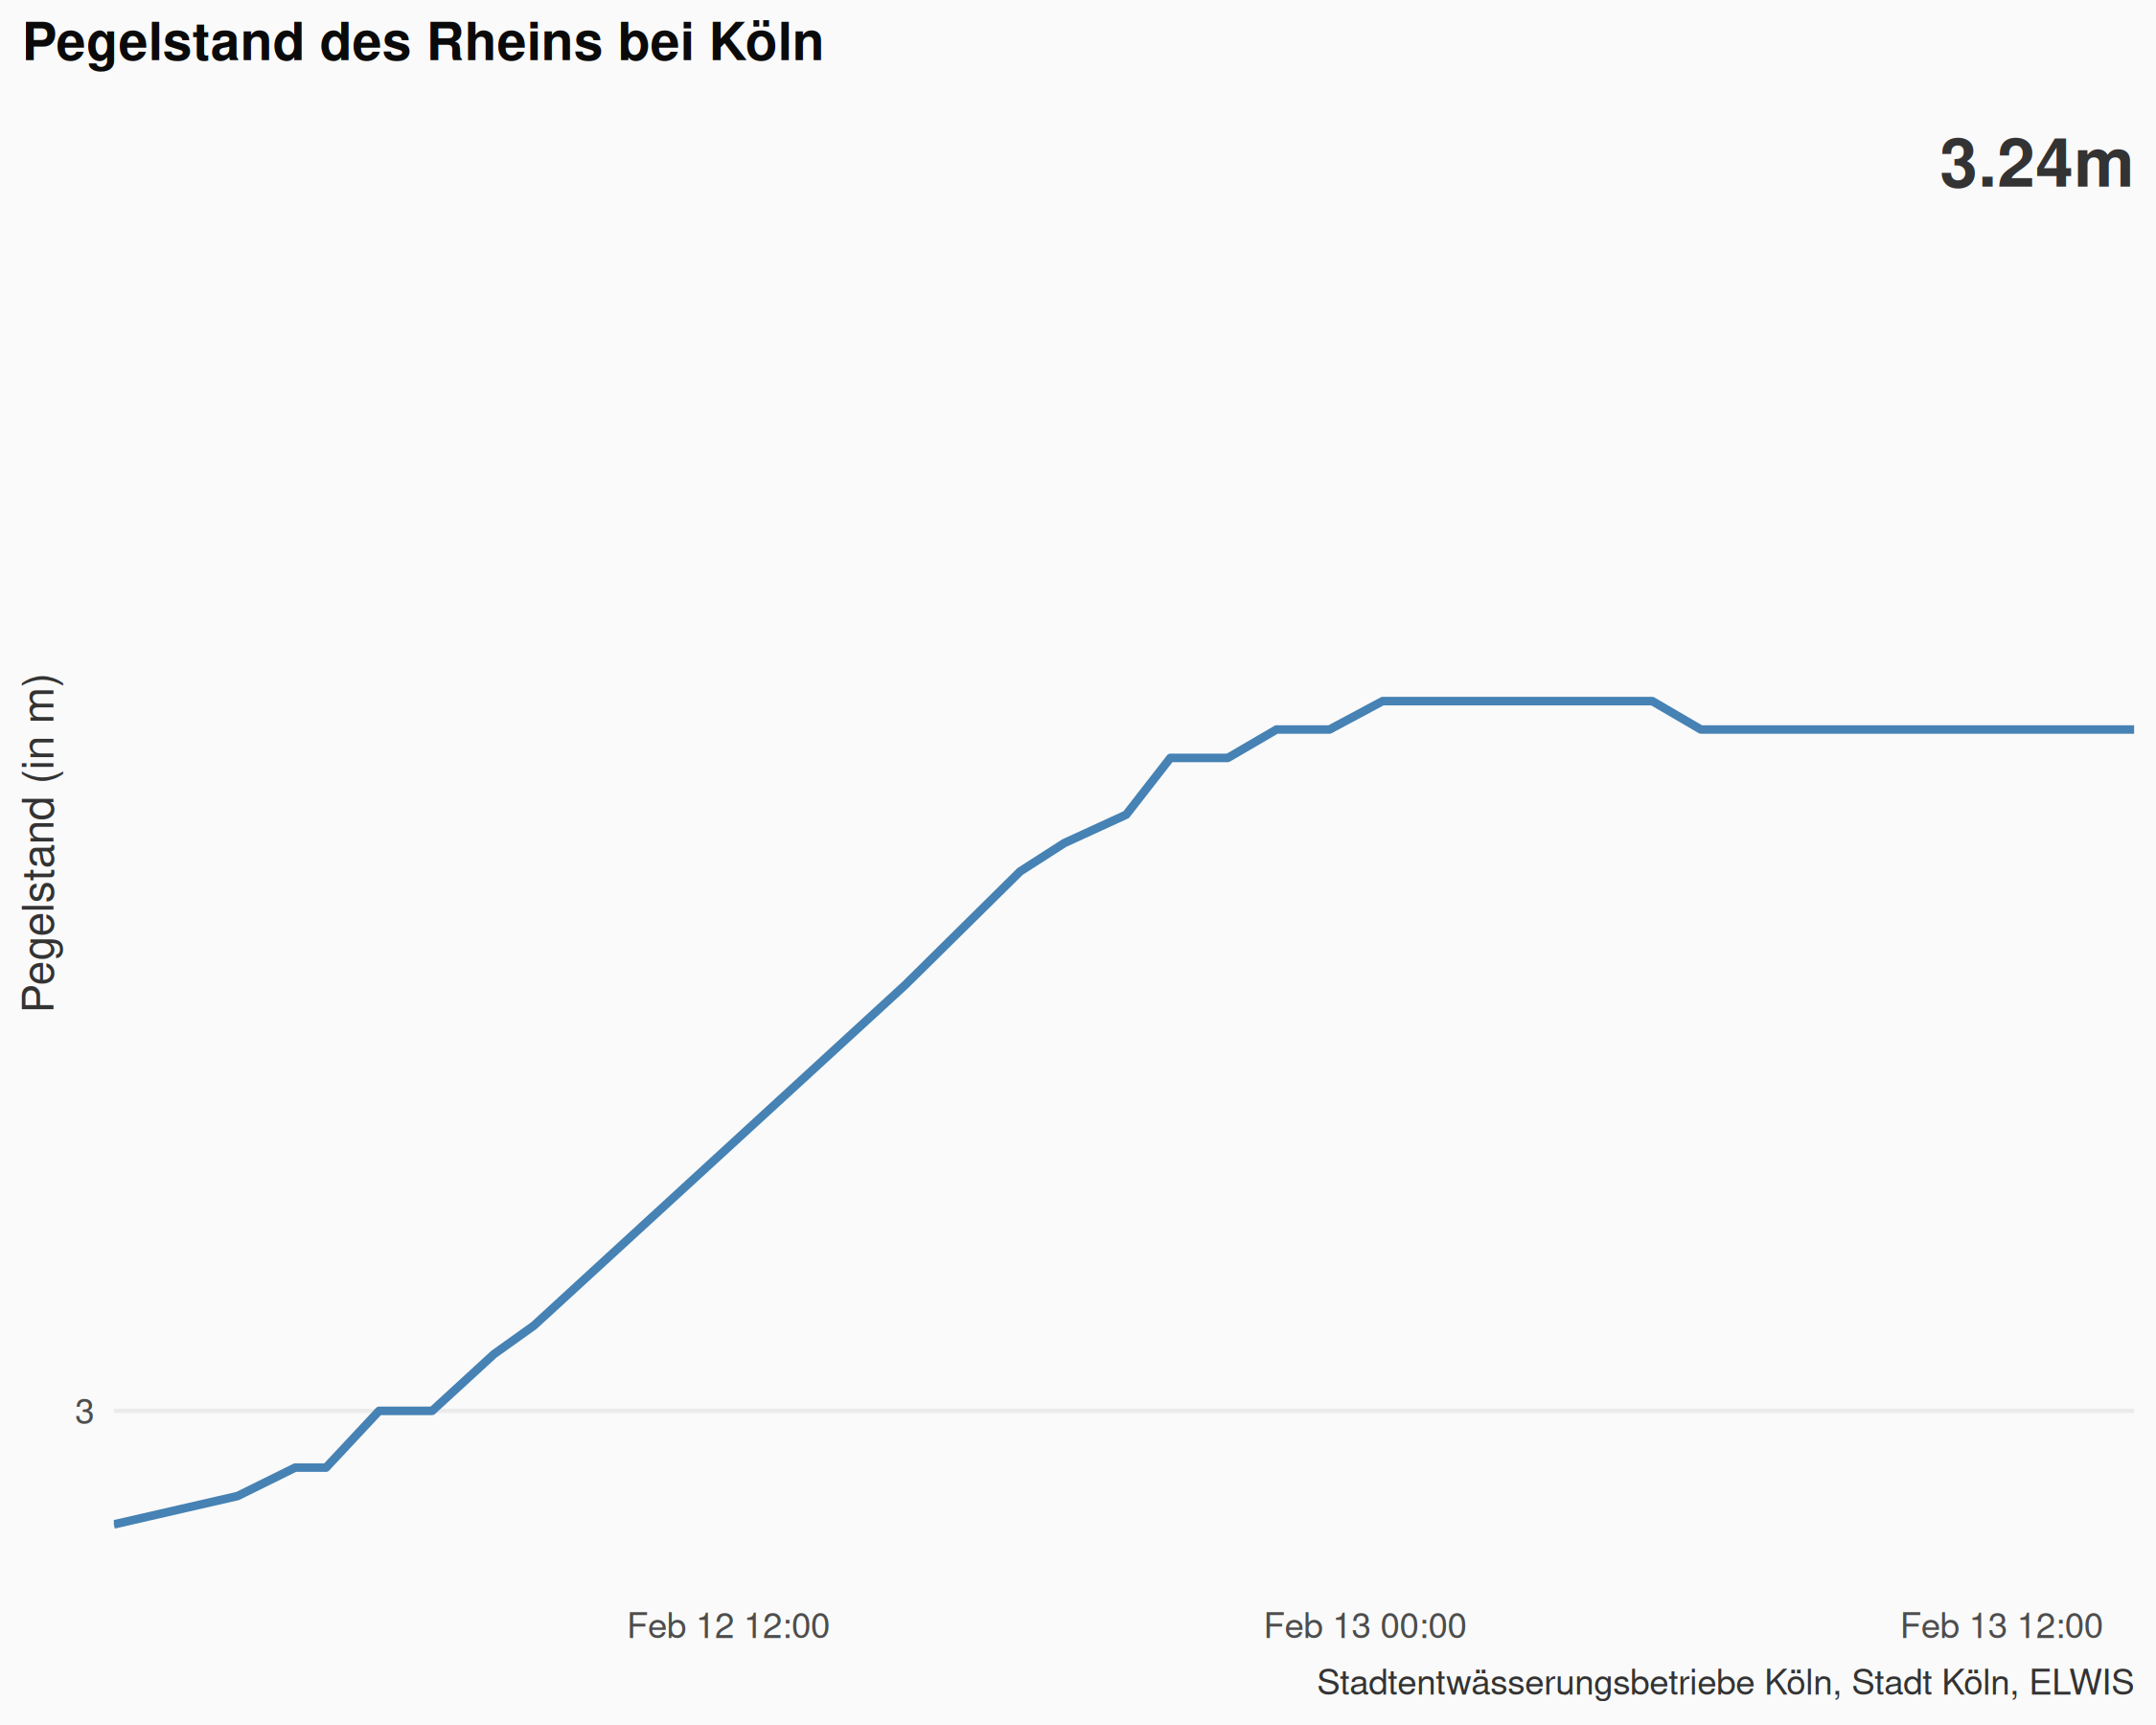 Pegelstand des Rheins bei Köln
3.24m
Pegelstand (in m)
3
Feb 12 12:00
Feb 13 00:00
Feb 13 12:00
Stadtentwässerungsbetriebe Köln, Stadt Köln, ELWIS